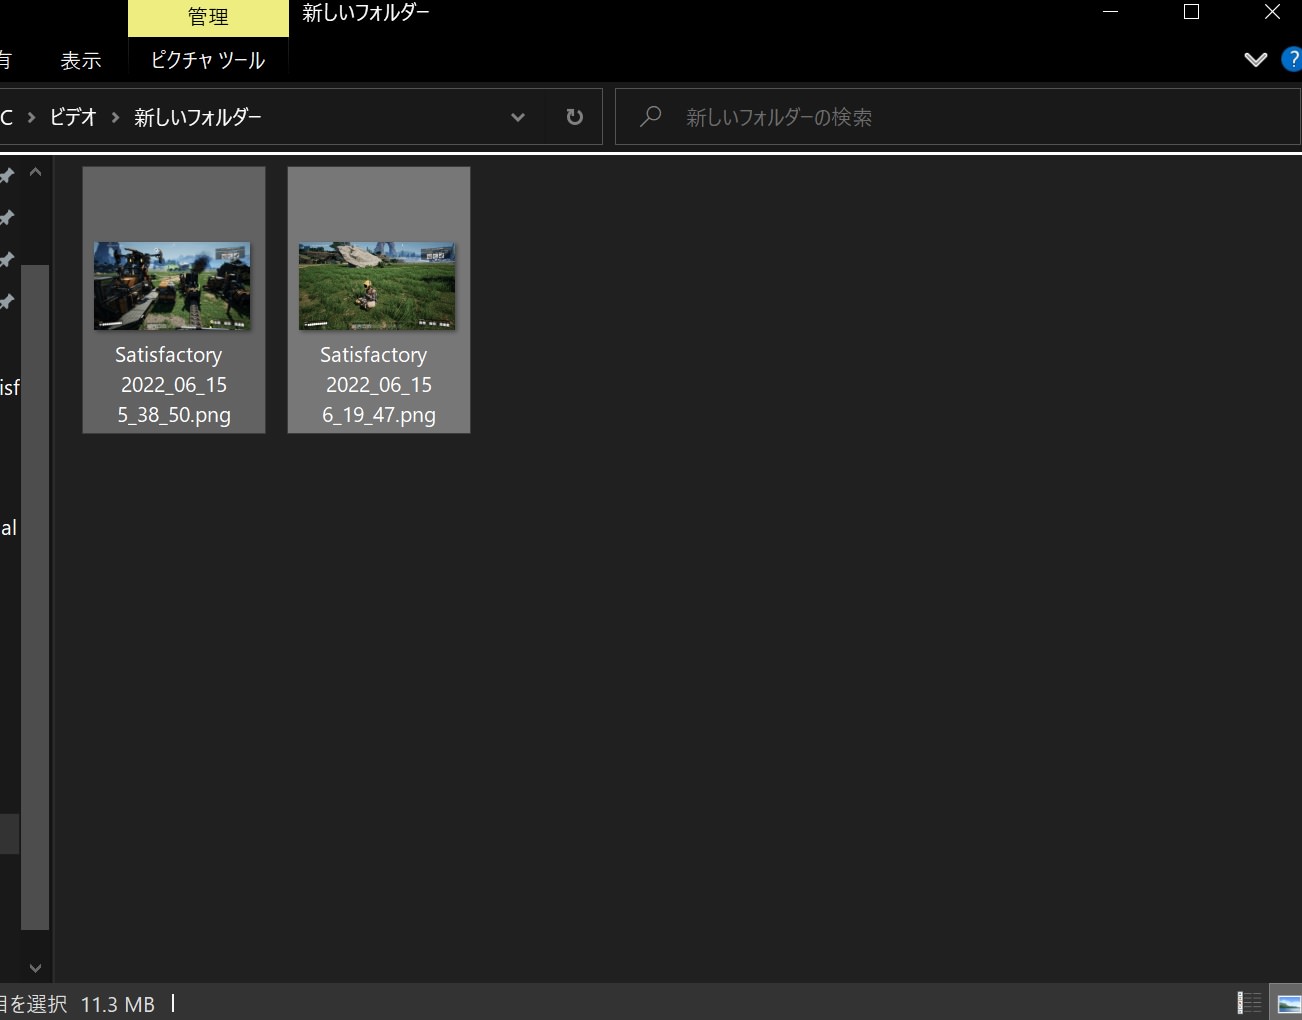 管理
新しいフォルダー
有
表示
ピクチャ ツール
C
ビデオ
新しいフォルダー
新しいフォルダーの検索
?
isf
al
Satisfactory
2022_06_15
5_38_50.png
Satisfactory
2022_06_15
6_19_47.png
目を選択 11.3 MB